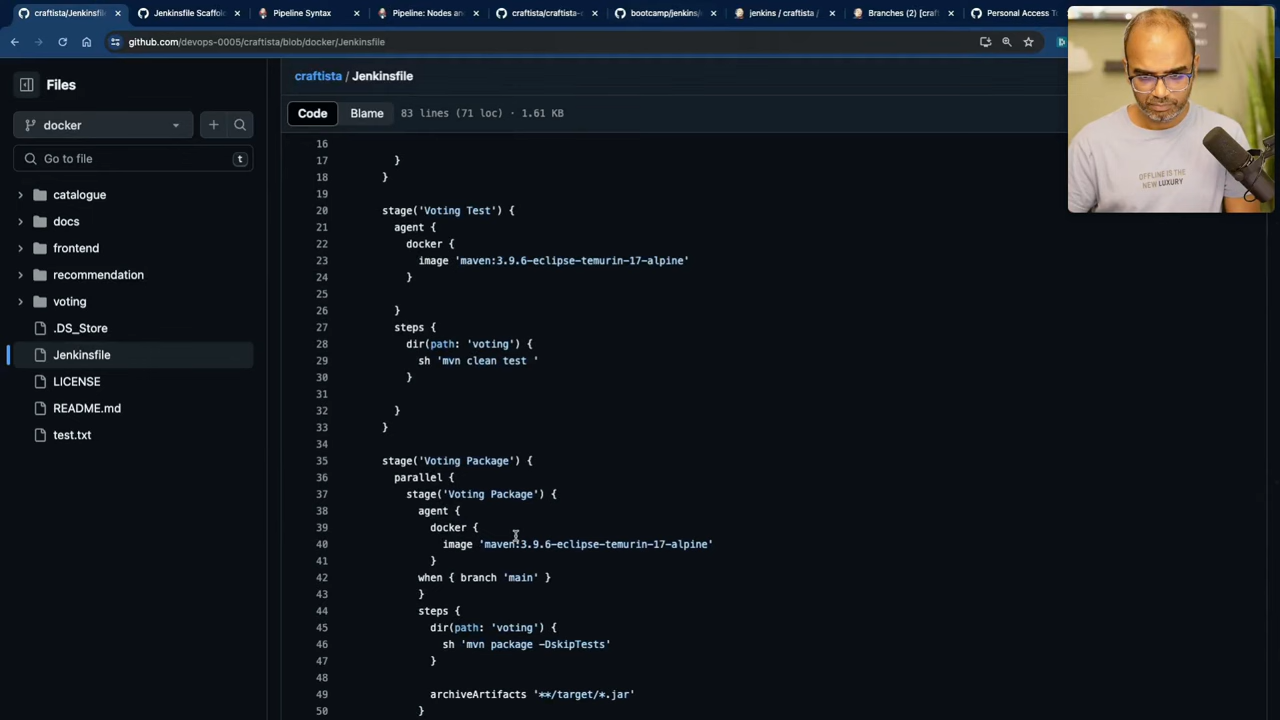 craftista/Jenkinsfil
Jenkinsfile Scaffol
Pipeline Syntax
Pipeline: Nodes an
craftista/craftista-
bootcamp/jenkins/
jenkins / craftista /
Branches (2) [craf
Personal Access T
github.com/devops-0005/craftista/blob/docker/Jenkinsfile
Files
docker
Go to file
t
catalogue
docs
frontend
recommendation
voting
.DS_Store
Jenkinsfile
LICENSE
README.md
test.txt
craftista / Jenkinsfile
Code
Blame
83 lines (71 loc) · 1.61 KB
16
17 }
18 }
19
20 stage('Voting Test') {
21 agent {
22 docker {
23 image 'maven:3.9.6-eclipse-temurin-17-alpine'
24 }
25
26 }
27 steps {
28 dir(path: 'voting') {
29 sh 'mvn clean test '
30 }
31
32 }
33 }
34
35 stage('Voting Package') {
36 parallel {
37 stage('Voting Package') {
38 agent {
39 docker {
40 image 'maven:3.9.6-eclipse-temurin-17-alpine'
41 }
42 when { branch 'main' }
43 }
44 steps {
45 dir(path: 'voting') {
46 sh 'mvn package -DskipTests'
47 }
48
49 archiveArtifacts '**/target/*.jar'
50 }
OFFLINE IS THE
NEW LUXURY